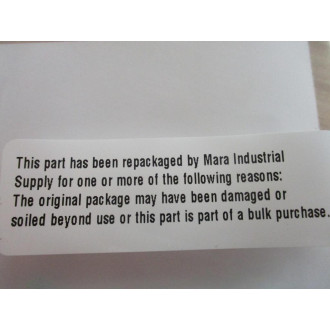 This part has been repackaged by Mara Industrial
Supply for one or more of the following reasons:
The original package may have been damaged or
soiled beyond use or this part is part of a bulk purchase.